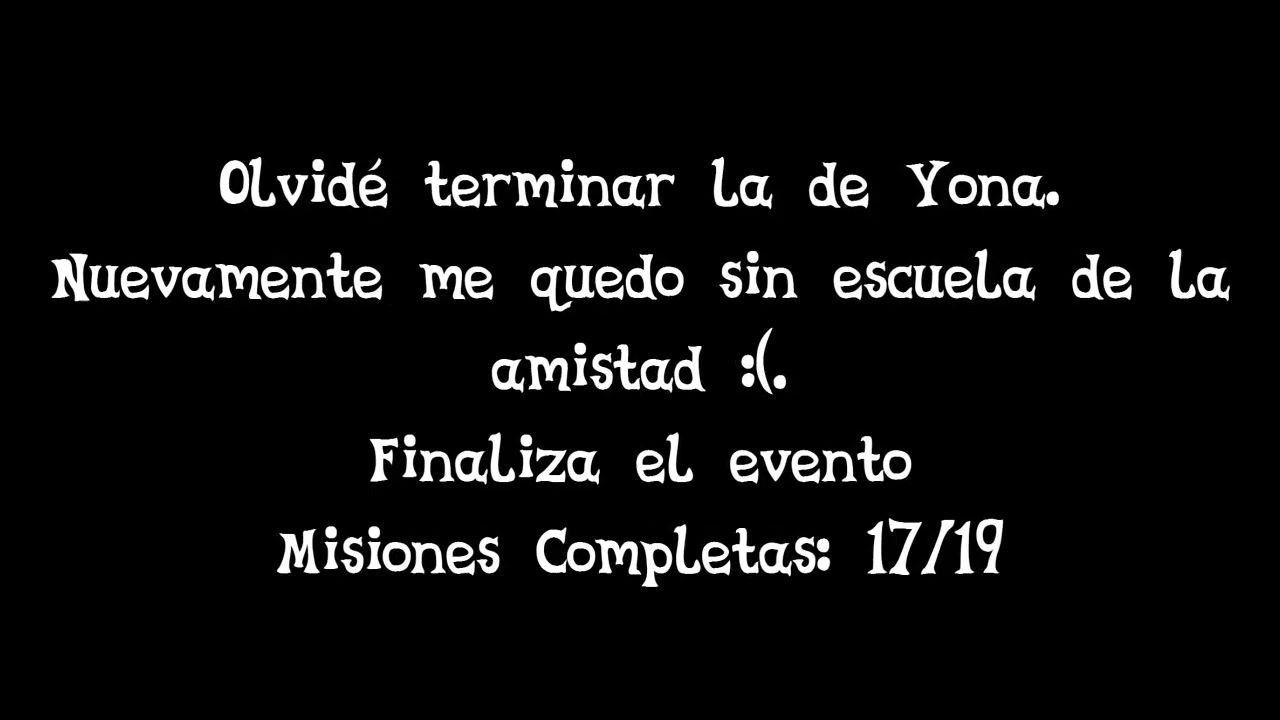 Olvidé terminar la de Yona.
Nuevamente me quedo sin escuela de la
amistad :(.
Finaliza el evento
Misiones Completas: 17/19